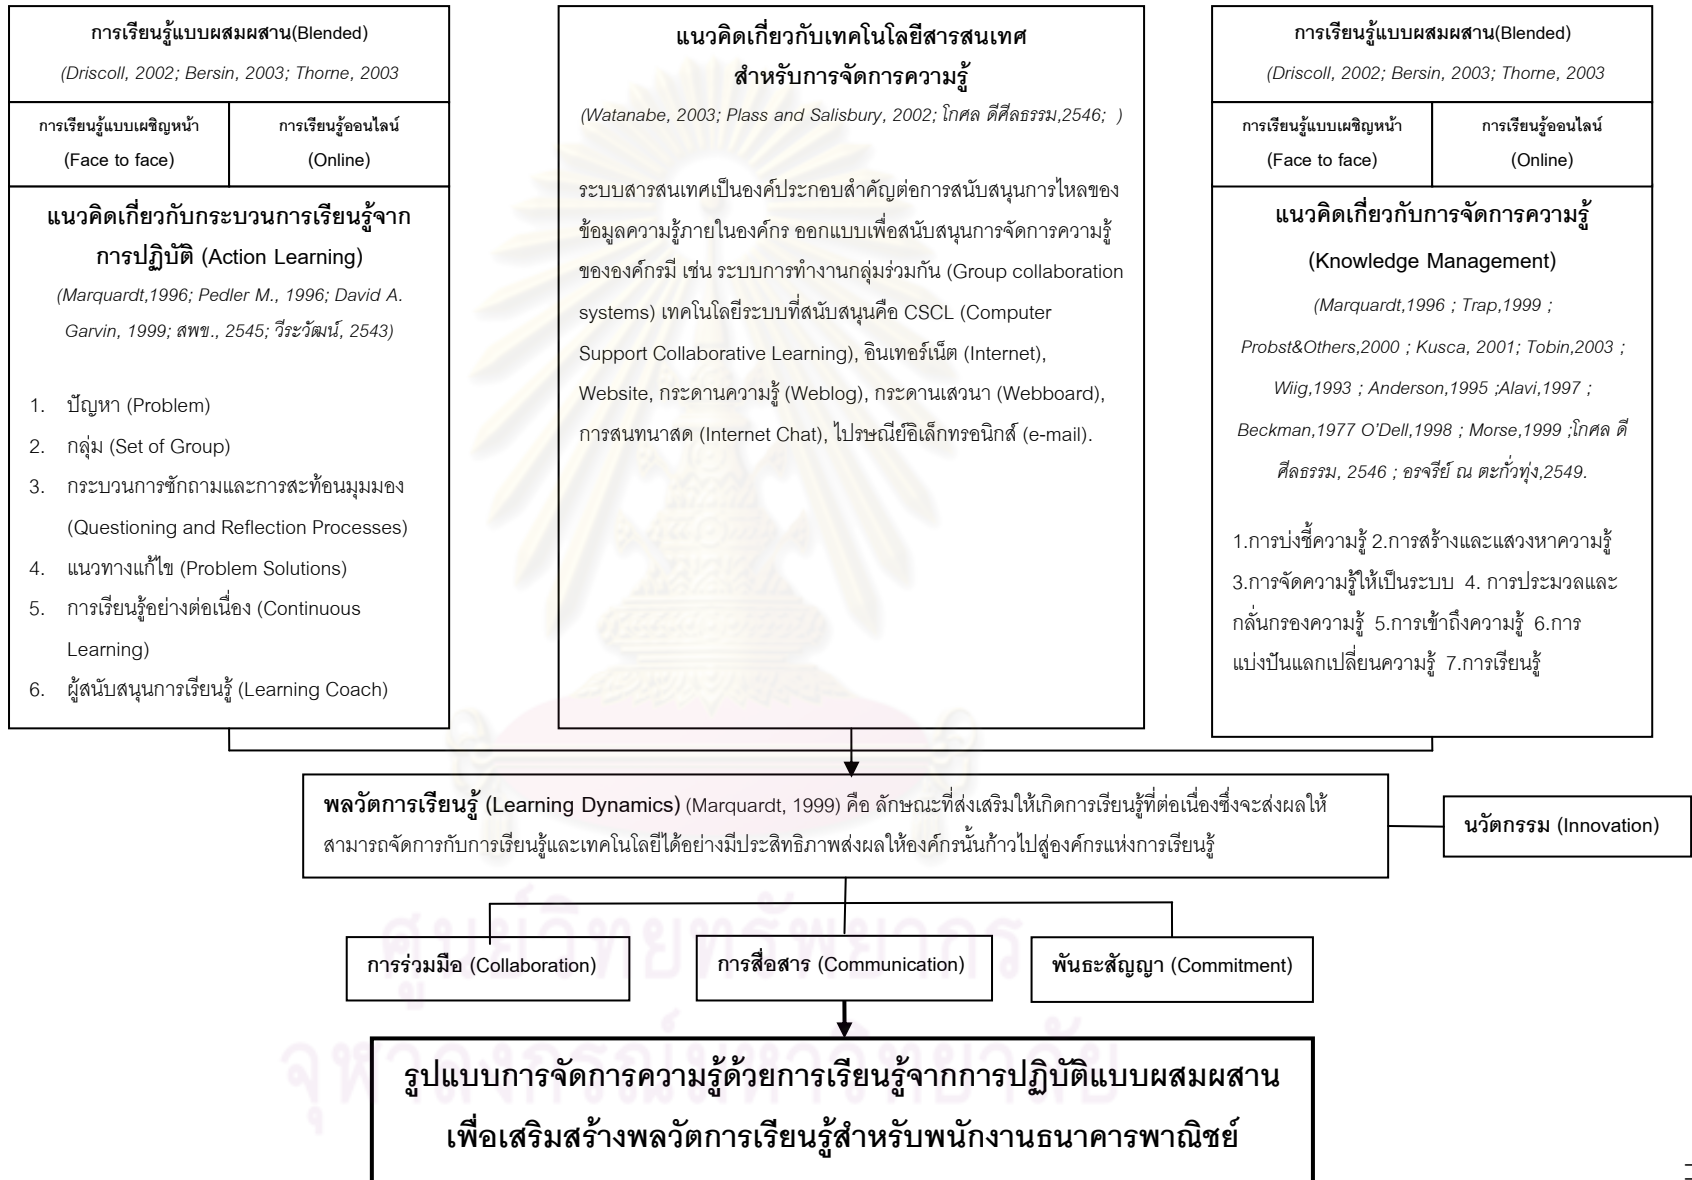 การเรียนรู้แบบผสมผสาน(Blended)
(Driscoll, 2002; Bersin, 2003; Thorne, 2003
การเรียนรู้แบบเผชิญหน้า
(Face to face)
การเรียนรู้ออนไลน์
(Online)
แนวคิดเกี่ยวกับกระบวนการเรียนรู้จาก
การปฏิบัติ (Action Learning)
(Marquardt,1996; Pedler M., 1996; David A.
Garvin, 1999; สพข., 2545; วีระวัฒน์, 2543)
1. ปัญหา (Problem)
2. กลุ่ม (Set of Group)
3. กระบวนการซักถามและการสะท้อนมุมมอง
(Questioning and Reflection Processes)
4. แนวทางแก้ไข (Problem Solutions)
5. การเรียนรู้อย่างต่อเนื่อง (Continuous
Learning)
6. ผู้สนับสนุนการเรียนรู้ (Learning Coach)
แนวคิดเกี่ยวกับเทคโนโลยีสารสนเทศ
สำหรับการจัดการความรู้
(Watanabe, 2003; Plass and Salisbury, 2002; โกศล ดีศีลธรรม,2546; )
ระบบสารสนเทศเป็นองค์ประกอบสำคัญต่อการสนับสนุนการไหลของ
ข้อมูลความรู้ภายในองค์กร ออกแบบเพื่อสนับสนุนการจัดการความรู้
ขององค์กรมี เช่น ระบบการทำงานกลุ่มร่วมกัน (Group collaboration
systems) เทคโนโลยีระบบที่สนับสนุนคือ CSCL (Computer
Support Collaborative Learning), อินเทอร์เน็ต (Internet),
Website, กระดานความรู้ (Weblog), กระดานเสวนา (Webboard),
การสนทนาสด (Internet Chat), ไปรษณีย์อิเล็กทรอนิกส์ (e-mail).
การเรียนรู้แบบผสมผสาน(Blended)
(Driscoll, 2002; Bersin, 2003; Thorne, 2003
การเรียนรู้แบบเผชิญหน้า
(Face to face)
การเรียนรู้ออนไลน์
(Online)
แนวคิดเกี่ยวกับการจัดการความรู้
(Knowledge Management)
(Marquardt,1996 ; Trap,1999 ;
Probst&Others,2000 ; Kusca, 2001; Tobin,2003 ;
Wiig,1993 ; Anderson,1995 ;Alavi,1997 ;
Beckman,1977 O'Dell,1998 ; Morse,1999 ;โกศล ดี
ศีลธรรม, 2546 ; อรจรีย์ ณ ตะกั่วทุ่ง,2549.
1.การบ่งชี้ความรู้ 2.การสร้างและแสวงหาความรู้
3.การจัดความรู้ให้เป็นระบบ 4. การประมวลและ
กลั่นกรองความรู้ 5.การเข้าถึงความรู้ 6.การ
แบ่งปันแลกเปลี่ยนความรู้ 7.การเรียนรู้
พลวัตการเรียนรู้ (Learning Dynamics) (Marquardt, 1999) คือ ลักษณะที่ส่งเสริมให้เกิดการเรียนรู้ที่ต่อเนื่องซึ่งจะส่งผลให้
สามารถจัดการกับการเรียนรู้และเทคโนโลยีได้อย่างมีประสิทธิภาพส่งผลให้องค์กรนั้นก้าวไปสู่องค์กรแห่งการเรียนรู้
นวัตกรรม (Innovation)
การร่วมมือ (Collaboration)
การสื่อสาร (Communication)
พันธะสัญญา (Commitment)
ศูนย์วิทยทรัพยากร
จุฬาลงกรณ์มหาวิทยาลัย
รูปแบบการจัดการความรู้ด้วยการเรียนรู้จากการปฏิบัติแบบผสมผสาน
เพื่อเสริมสร้างพลวัตการเรียนรู้สำหรับพนักงานธนาคารพาณิชย์